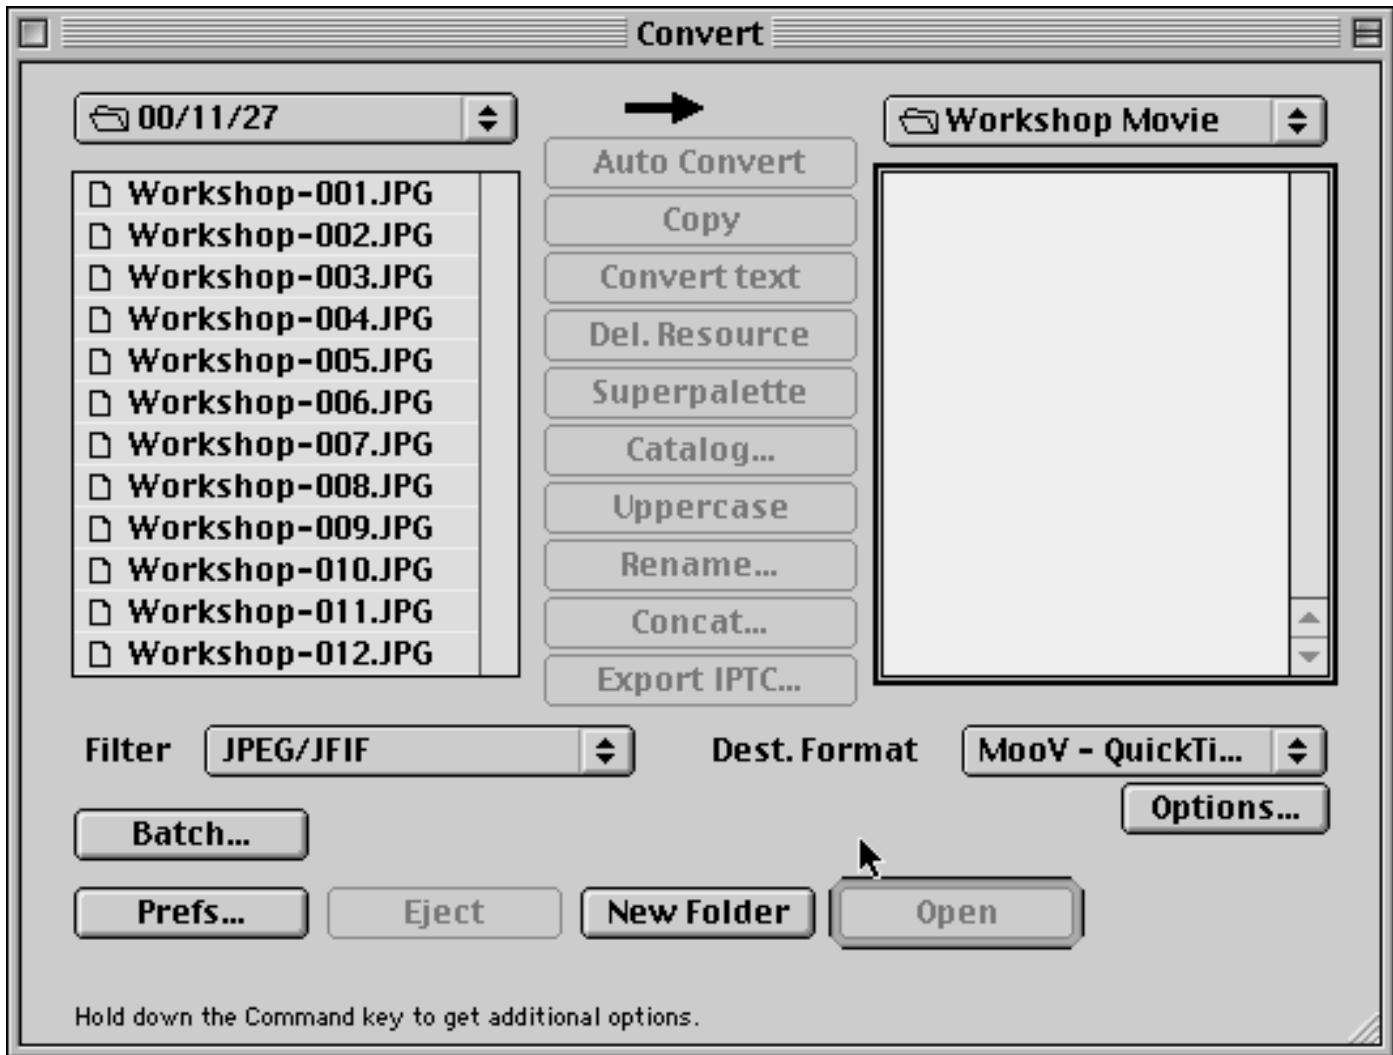 Convert
00/11/27
Workshop Movie
Workshop-001.JPG
Workshop-002.JPG
Workshop-003.JPG
Workshop-004.JPG
Workshop-005.JPG
Workshop-006.JPG
Workshop-007.JPG
Workshop-008.JPG
Workshop-009.JPG
Workshop-010.JPG
Workshop-011.JPG
Workshop-012.JPG
Auto Convert
Copy
Convert text
Del. Resource
Superpalette
Catalog...
Uppercase
Rename...
Concat...
Export IPTC...
Filter
JPEG/JFIF
Dest. Format
MooV - QuickTi...
Options...
Batch...
Prefs...
Eject
New Folder
Open
Hold down the Command key to get additional options.